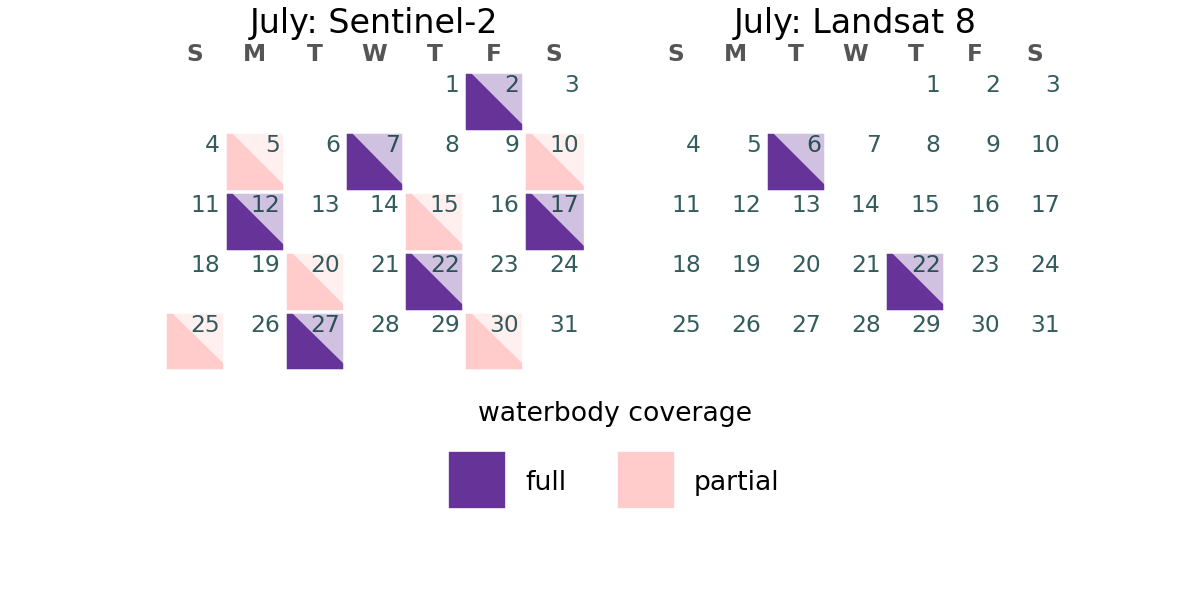 July: Sentinel-2
S M T W T F S
1 2 3
4 5 6 7 8 9 10
11 12 13 14 15 16 17
18 19 20 21 22 23 24
25 26 27 28 29 30 31
July: Landsat 8
S M T W T F S
1 2 3
4 5 6 7 8 9 10
11 12 13 14 15 16 17
18 19 20 21 22 23 24
25 26 27 28 29 30 31
waterbody coverage
full
partial